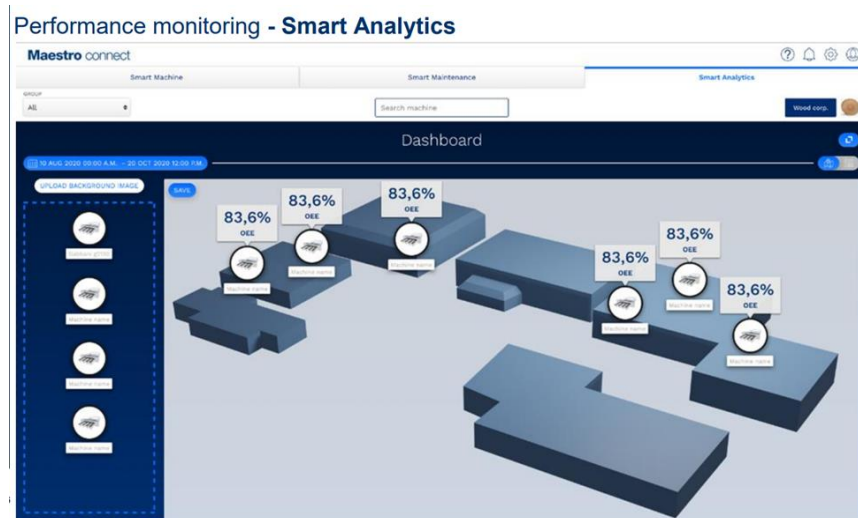 Performance monitoring - Smart Analytics
Maestro connect
Smart Machine
Smart Maintenance
Smart Analytics
GROUP
All
Search machine
Wood corp.
Dashboard
10 AUG 2020 00:00 A.M. – 20 OCT 2020 12:00 P.M.
UPLOAD BACKGROUND IMAGE
SAVE
83,6%
OEE
Machine name
83,6%
OEE
Machine name
83,6%
OEE
Machine name
83,6%
OEE
Machine name
83,6%
OEE
Machine name
83,6%
OEE
Machine name
Machine name
Machine name
Machine name